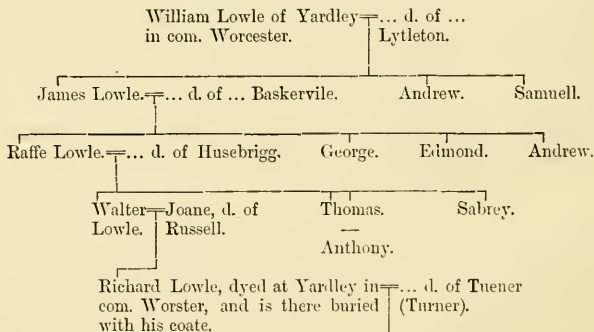 William Lowle of Yardley=... d. of ...
in com. Worcester. Lytleton.
James Lowle.=... d. of ... Baskervile. Andrew. Samuell.
Raffe Lowle.=... d. of Husebrigg. George. Edmond. Andrew.
Walter=Joane, d. of Thomas. Sabrey.
Lowle. Russell. —
Anthony.
Richard Lowle, dyed at Yardley in=... d. of Tuener
com. Worster, and is there buried (Turner).
with his coate.